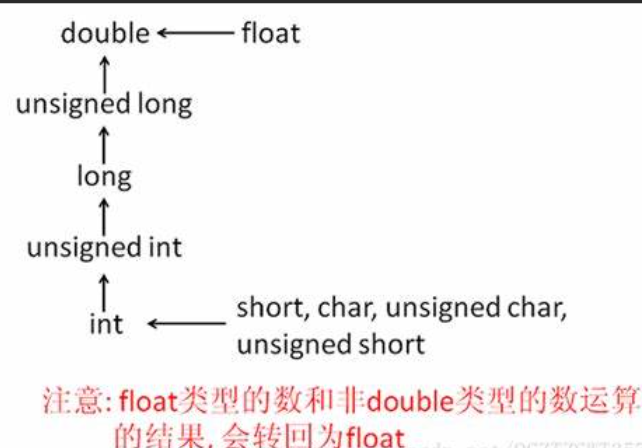 double float
unsigned long
long
unsigned int
int short, char, unsigned char,
unsigned short
注意: float类型的数和非double类型的数运算
的结果, 会转回为float